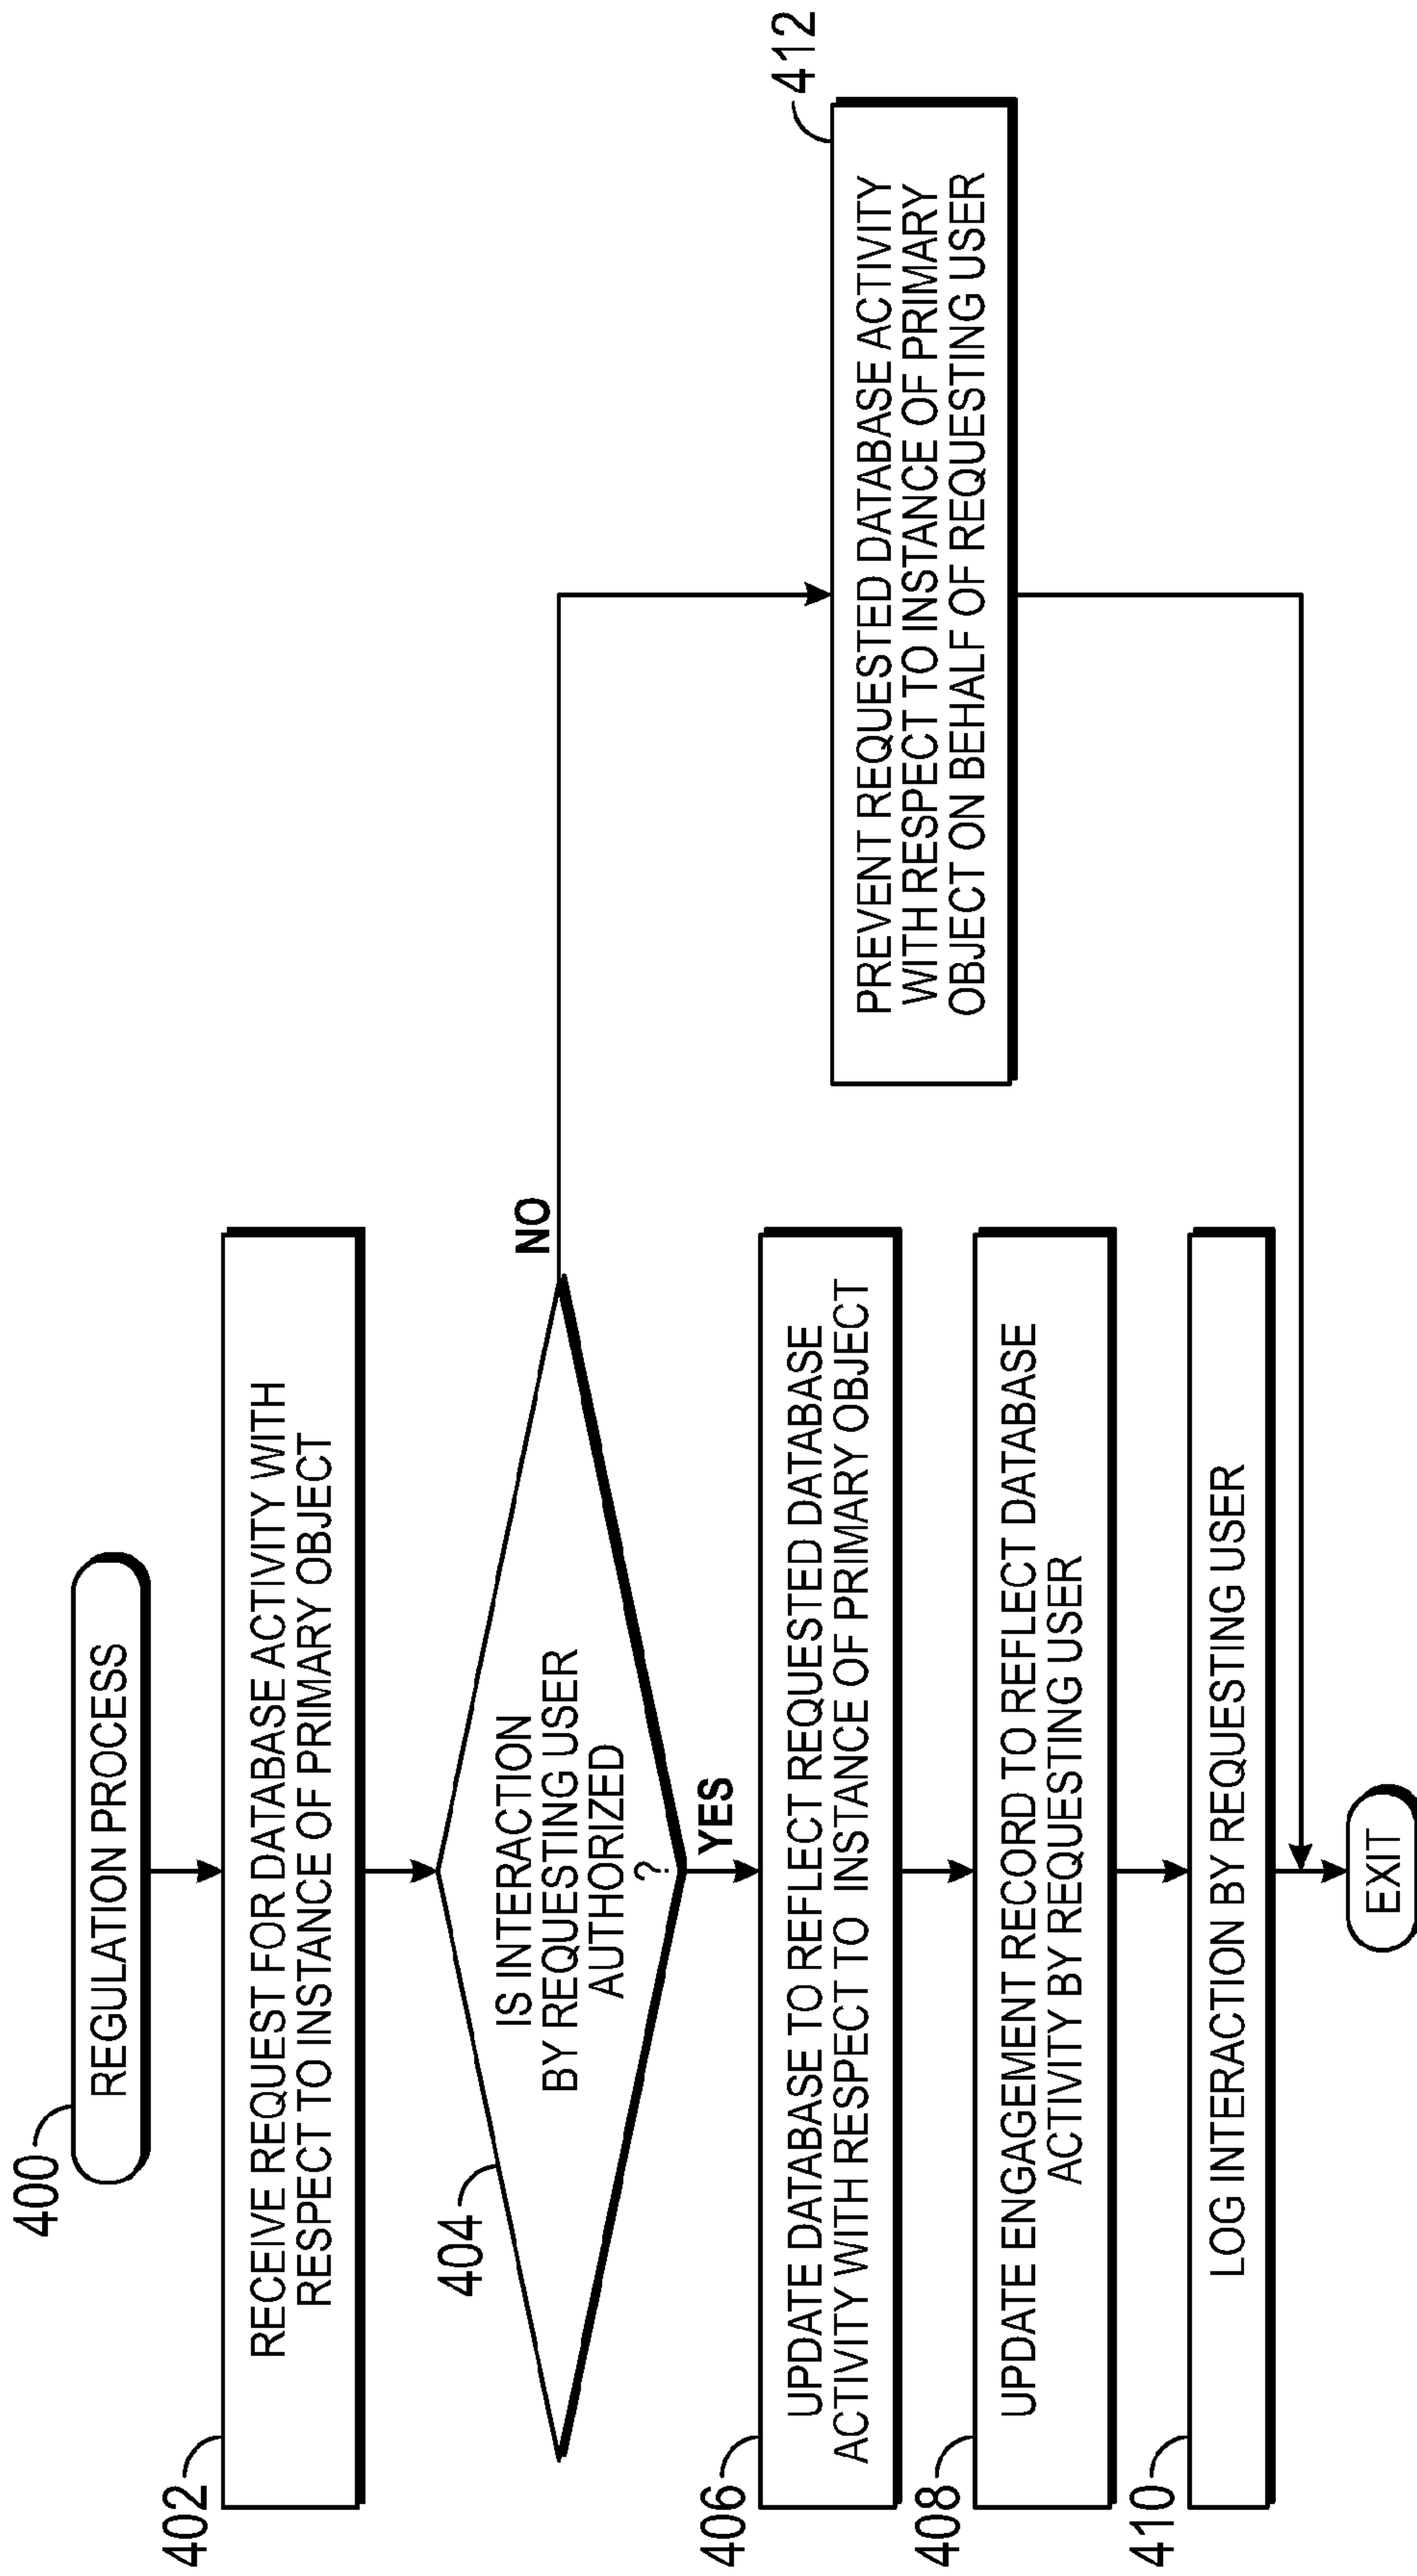 400
REGULATION PROCESS
402
RECEIVE REQUEST FOR DATABASE ACTIVITY WITH
RESPECT TO INSTANCE OF PRIMARY OBJECT
404
IS INTERACTION
BY REQUESTING USER
AUTHORIZED
?
NO
YES
406
UPDATE DATABASE TO REFLECT REQUESTED DATABASE
ACTIVITY WITH RESPECT TO INSTANCE OF PRIMARY OBJECT
408
UPDATE ENGAGEMENT RECORD TO REFLECT DATABASE
ACTIVITY BY REQUESTING USER
410
LOG INTERACTION BY REQUESTING USER
412
PREVENT REQUESTED DATABASE ACTIVITY
WITH RESPECT TO INSTANCE OF PRIMARY
OBJECT ON BEHALF OF REQUESTING USER
EXIT